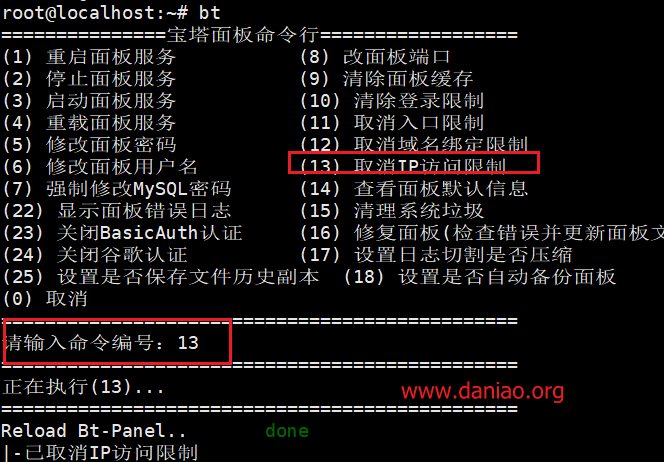 root@localhost:~# bt
===============宝塔面板命令行==================
(1) 重启面板服务           (8) 改面板端口
(2) 停止面板服务           (9) 清除面板缓存
(3) 启动面板服务           (10) 清除登录限制
(4) 重载面板服务           (11) 取消入口限制
(5) 修改面板密码           (12) 取消域名绑定限制
(6) 修改面板用户名         (13) 取消IP访问限制
(7) 强制修改MySQL密码      (14) 查看面板默认信息
(22) 显示面板错误日志      (15) 清理系统垃圾
(23) 关闭BasicAuth认证     (16) 修复面板(检查错误并更新面板文
(24) 关闭谷歌认证          (17) 设置日志切割是否压缩
(25) 设置是否保存文件历史副本  (18) 设置是否自动备份面板
(0) 取消
===============================================
请输入命令编号：13
===============================================
正在执行(13)...
www.daniao.org
===============================================
Reload Bt-Panel..       done
|-已取消IP访问限制